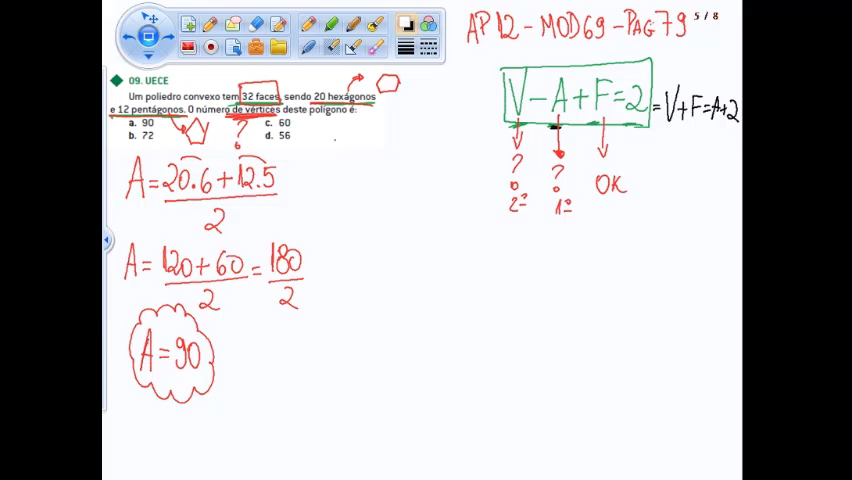 AP 12 - MOD 69 - PAG 79
5 / 8
09. UECE
Um poliedro convexo tem 32 faces, sendo 20 hexágonos
e 12 pentágonos. O número de vértices deste polígono é:
a. 90
c. 60
b. 72
d. 56
?
V - A + F = 2 = V + F = A + 2
? ? OK
2º 1º
A = 20.6 + 12.5
2
A = 120 + 60 = 180
2 2
A = 90